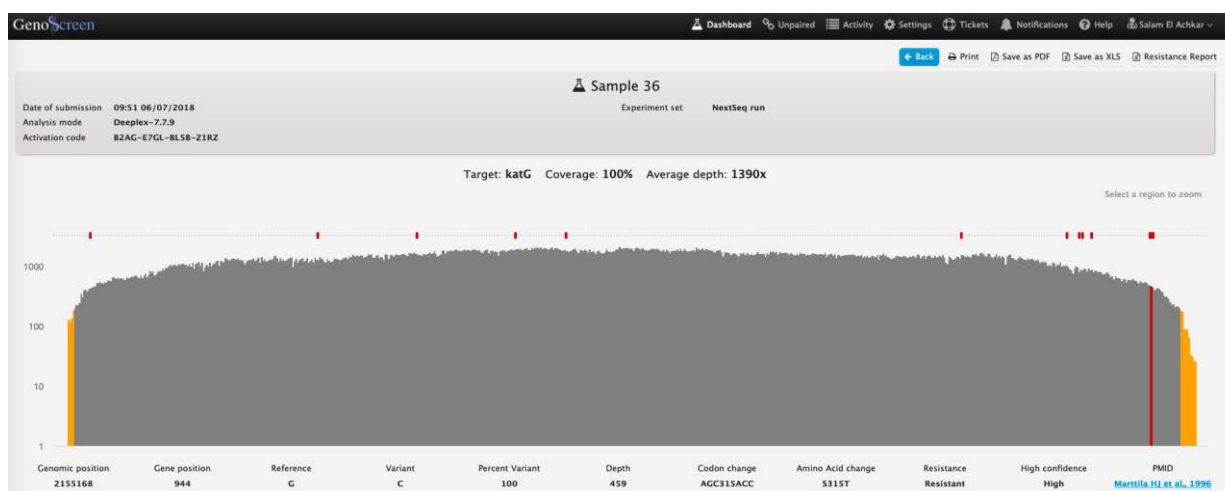 GenoScreen Dashboard Unpaired Activity Settings Tickets Notifications Help Salam El Achkar
Back Print Save as PDF Save as XLS Resistance Report
Sample 36
Date of submission 09:51 06/07/2018 Experiment set NextSeq run
Analysis mode Deeplex-7.7.9
Activation code B2AG-E7GL-BL5B-Z1RZ
Target: katG Coverage: 100% Average depth: 1390x
Select a region to zoom
1000
100
10
1
Genomic position Gene position Reference Variant Percent Variant Depth Codon change Amino Acid change Resistance High confidence PMID
2155168 944 G C 100 459 AGC315ACC S315T Resistant High Marttila HJ et al., 1996